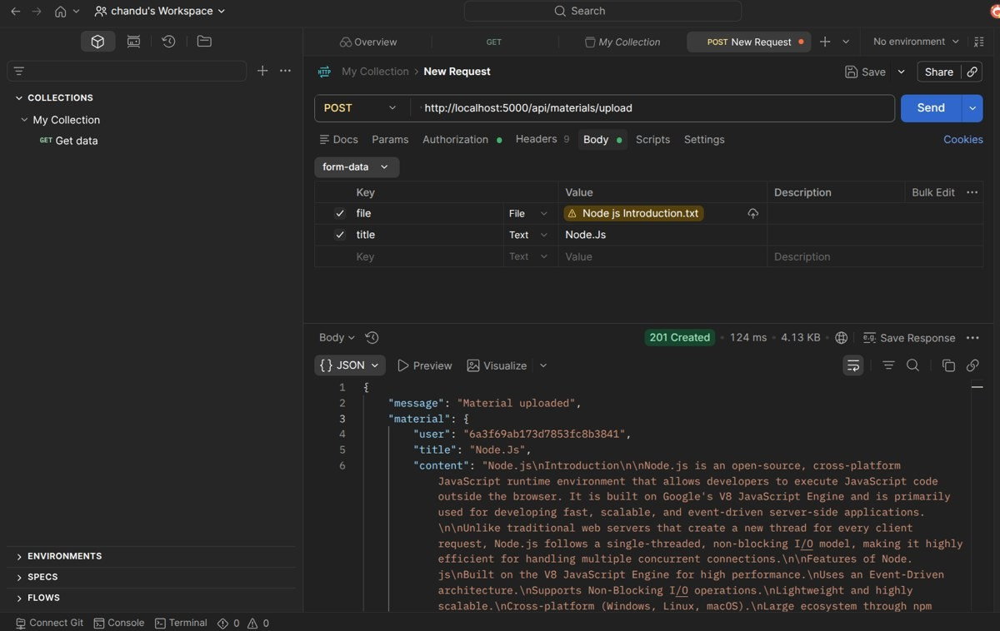 chandu's Workspace
Search
Overview
GET
My Collection
POST New Request
No environment
COLLECTIONS
My Collection
GET Get data
HTTP
My Collection > New Request
Save
Share
POST
http://localhost:5000/api/materials/upload
Send
Docs
Params
Authorization
Headers 9
Body
Scripts
Settings
Cookies
form-data
Key
Value
Description
Bulk Edit
file
File
Node js Introduction.txt
title
Text
Node.Js
Key
Text
Value
Description
Body
201 Created
124 ms
4.13 KB
e.g. Save Response
{} JSON
Preview
Visualize
1 {
2 "message": "Material uploaded",
3 "material": {
4 "user": "6a3f69ab173d7853fc8b3841",
5 "title": "Node.Js",
6 "content": "Node.js\nIntroduction\n\nNode.js is an open-source, cross-platform
JavaScript runtime environment that allows developers to execute JavaScript code
outside the browser. It is built on Google's V8 JavaScript Engine and is primarily
used for developing fast, scalable, and event-driven server-side applications.
\n\nUnlike traditional web servers that create a new thread for every client
request, Node.js follows a single-threaded, non-blocking I/O model, making it highly
efficient for handling multiple concurrent connections.\n\nFeatures of Node.
js\nBuilt on the V8 JavaScript Engine for high performance.\nUses an Event-Driven
architecture.\nSupports Non-Blocking I/O operations.\nLightweight and highly
scalable.\nCross-platform (Windows, Linux, macOS).\nLarge ecosystem through npm
ENVIRONMENTS
SPECS
FLOWS
Connect Git
Console
Terminal
0
0